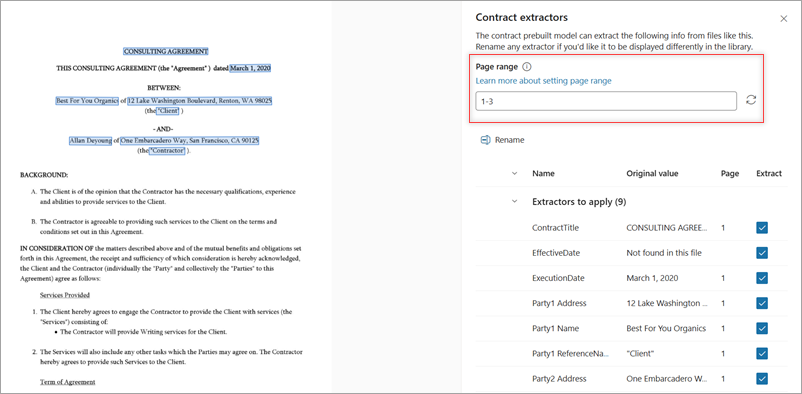 CONSULTING AGREEMENT
THIS CONSULTING AGREEMENT (the "Agreement" ) dated March 1, 2020
BETWEEN:
Best For You Organics of 12 Lake Washington Boulevard, Renton, WA 98025
(the "Client" )
-AND-
Allan Deyoung of One Embarcadero Way, San Francisco, CA 90125
(the "Contractor" ).
BACKGROUND:
A. The Client is of the opinion that the Contractor has the necessary qualifications, experience
and abilities to provide services to the Client.
B. The Contractor is agreeable to providing such services to the Client on the terms and
conditions set out in this Agreement.
IN CONSIDERATION OF the matters described above and of the mutual benefits and obligations set
forth in this Agreement, the receipt and sufficiency of which consideration is hereby acknowledged,
the Client and the Contractor (individually the "Party" and collectively the "Parties" to this
Agreement) agree as follows:
Services Provided
1. The Client hereby agrees to engage the Contractor to provide the Client with services (the
"Services") consisting of:
• The Contractor will provide Writing services for the Client.
2. The Services will also include any other tasks which the Parties may agree on. The Contractor
hereby agrees to provide such Services to the Client.
Term of Agreement
Contract extractors
The contract prebuilt model can extract the following info from files like this.
Rename any extractor if you'd like it to be displayed differently in the library.
Page range
Learn more about setting page range
1-3
Rename
Name Original value Page Extract
Extractors to apply (9)
ContractTitle CONSULTING AGREE... 1
EffectiveDate Not found in this file
ExecutionDate March 1, 2020 1
Party1 Address 12 Lake Washington ... 1
Party1 Name Best For You Organics 1
Party1 ReferenceNa... "Client" 1
Party2 Address One Embarcadero W... 1